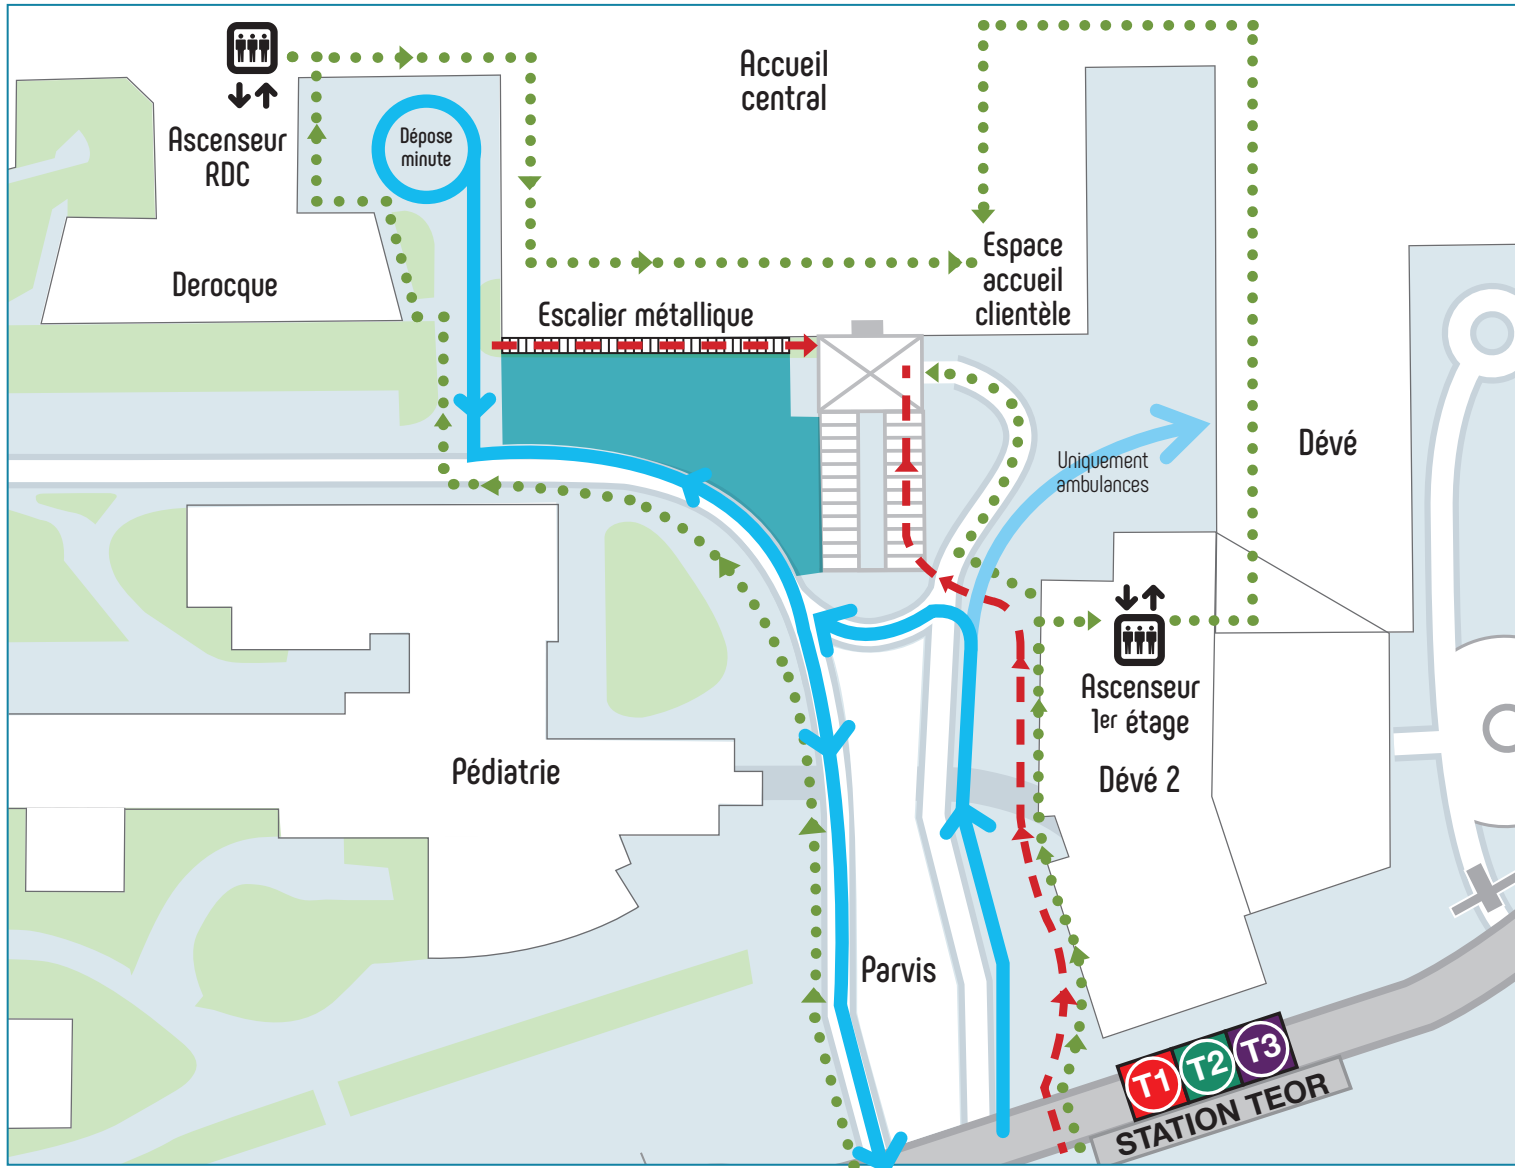 Accueil
central
Dépose
minute
Ascenseur
RDC
Espace
accueil
clientèle
Derocque
Escalier métallique
Dévé
Uniquement
ambulances
Ascenseur
1er étage
Pédiatrie
Dévé 2
Parvis
T1 T2 T3
STATION TEOR